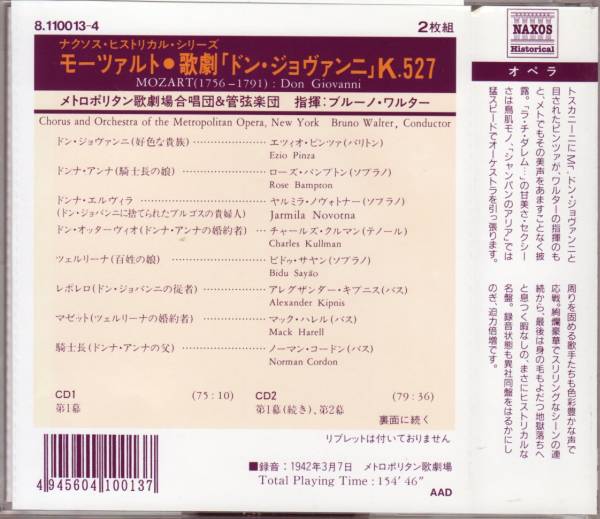 8.110013-4
2枚組
ナクソス・ヒストリカル・シリーズ
モーツァルト●歌劇「ドン・ジョヴァンニ」K.527
MOZART(1756-1791) : Don Giovanni
メトロポリタン歌劇場合唱団&管弦楽団 指揮:ブルーノ・ワルター
Chorus and Orchestra of the Metropolitan Opera, New York Bruno Walter, Conductor
ドン・ジョヴァンニ(好色な貴族) エツィオ・ピンツァ(バリトン)
Ezio Pinza
ドンナ・アンナ(騎士長の娘) ローズ・バンプトン(ソプラノ)
Rose Bampton
ドンナ・エルヴィラ ヤルミラ・ノヴォトナー(ソプラノ)
(ドン・ジョバンニに捨てられたブルゴスの貴婦人) Jarmila Novotna
ドン・オッターヴィオ(ドンナ・アンナの婚約者) チャールズ・クルマン(テノール)
Charles Kullman
ツェルリーナ(百姓の娘) ビドゥ・サヤン(ソプラノ)
Bidu Sayão
レポレロ(ドン・ジョバンニの従者) アレグザンダー・キプニス(バス)
Alexander Kipnis
マゼット(ツェルリーナの婚約者) マック・ハレル(バス)
Mack Harell
騎士長(ドンナ・アンナの父) ノーマン・コードン(バス)
Norman Cordon
CD1 (75:10)
第1幕
CD2 (79:36)
第1幕(続き)、第2幕
裏面に続く
リブレットは付いておりません
4 945604 100137
■録音:1942年3月7日 メトロポリタン歌劇場
Total Playing Time : 154'46"
AAD
NAXOS
Historical
オペラ
トスカニーニにMr.ドン・ジョヴァンニと
目されたピンツァが、ワルターの指揮のも
と、メトでもその美声をあますことなく披
露。「ラ・チ・ダレム…」の甘美さ・セクシー
さは鳥肌モノ、「シャンパンのアリア」では
猛スピードでオーケストラを引っ張ります。
周りを固める歌手たちも色彩豊かな声で
応戦。絢爛豪華でスリリングなシーンの連
続から、最後は身の毛もよだつ地獄落ちへ
と息つく暇なしの、まさにヒストリカルな
名盤。録音状態も異社同盤をはるかにし
のぎ、迫力倍増です。